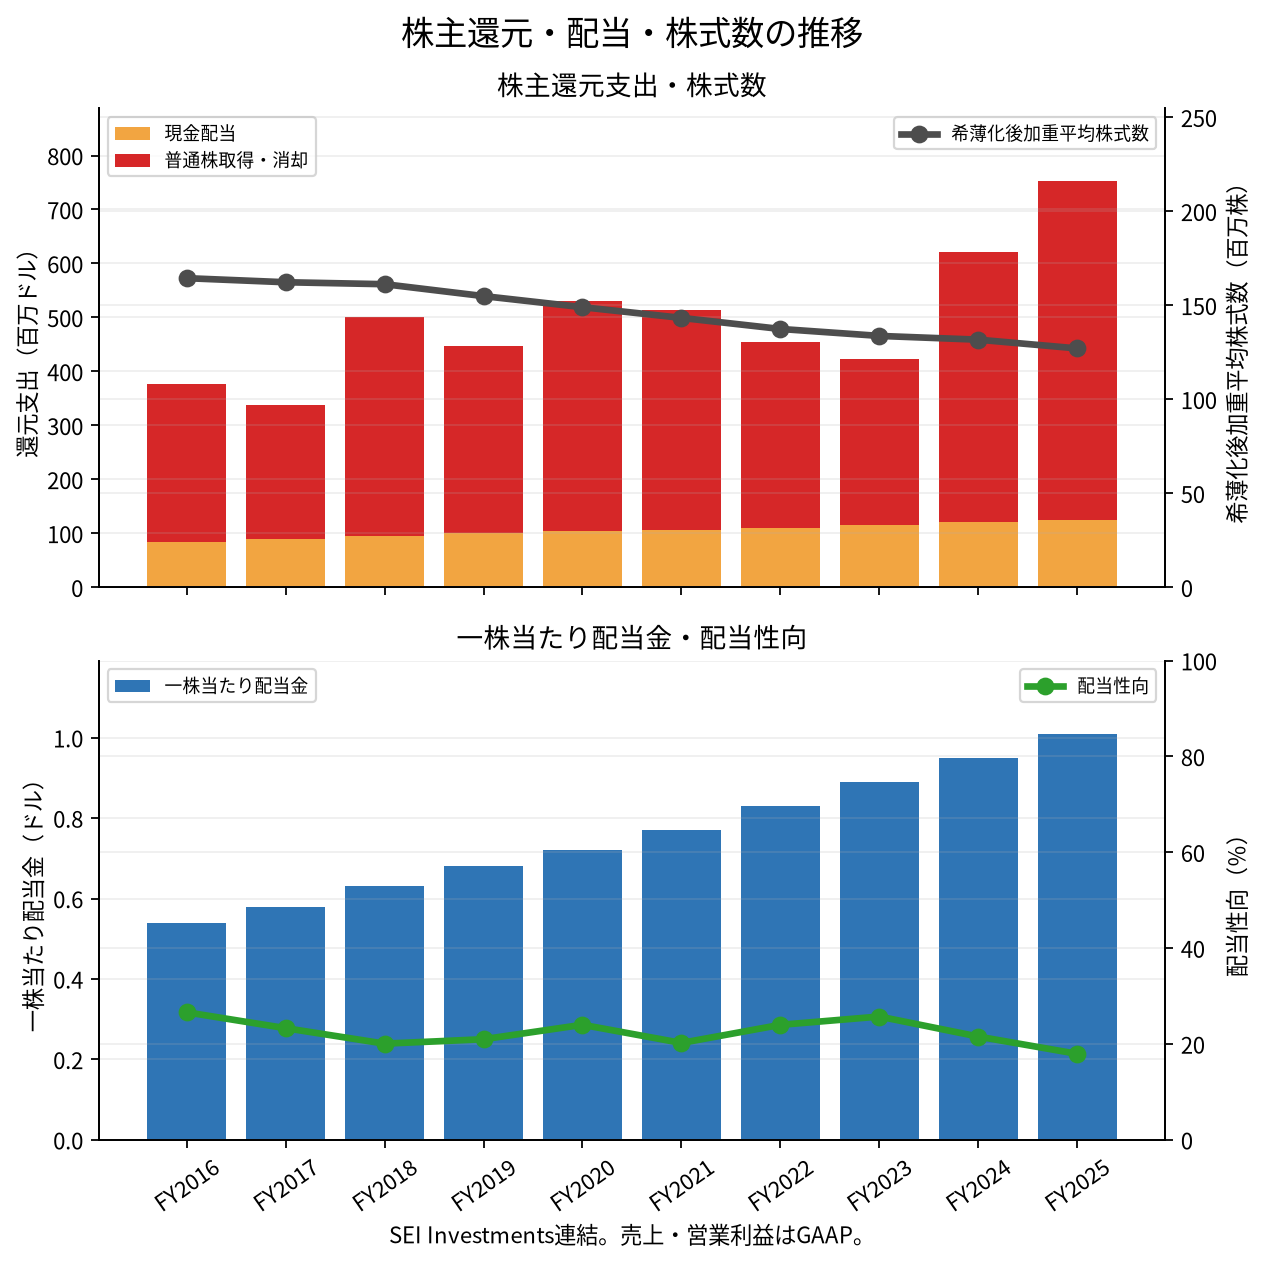 株主還元・配当・株式数の推移
株主還元支出・株式数
現金配当
普通株取得・消却
希薄化後加重平均株式数
還元支出（百万ドル）
800
700
600
500
400
300
200
100
0
250
200
150
100
50
0
希薄化後加重平均株式数（百万株）
一株当たり配当金・配当性向
一株当たり配当金
配当性向
一株当たり配当金（ドル）
1.0
0.8
0.6
0.4
0.2
0.0
100
80
60
40
20
0
配当性向（%）
FY2016
FY2017
FY2018
FY2019
FY2020
FY2021
FY2022
FY2023
FY2024
FY2025
SEI Investments連結。売上・営業利益はGAAP。